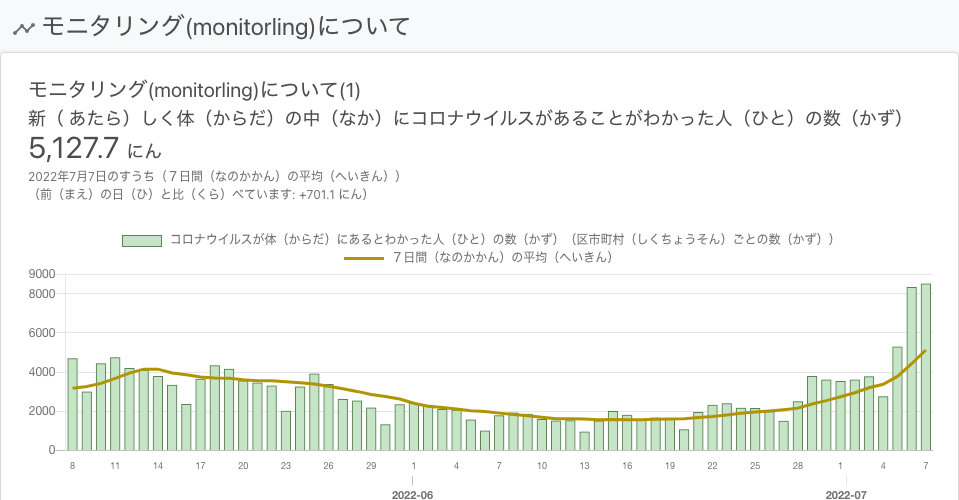 モニタリング(monitorling)について
モニタリング(monitorling)について(1)
新（ あたら）しく体（からだ）の中（なか）にコロナウイルスがあることがわかった人（ひと）の数（かず）
5,127.7 にん
2022年7月7日のすうち（７日間（なのかかん）の平均（へいきん））
（前（まえ）の日（ひ）と比（くら）べています: +701.1 にん）
コロナウイルスが体（からだ）にあるとわかった人（ひと）の数（かず）（区市町村（しくちょうそん）ごとの数（かず））
７日間（なのかかん）の平均（へいきん）
9000
8000
6000
4000
2000
0
8 11 14 17 20 23 26 29 1 4 7 10 13 16 19 22 25 28 1 4 7
2022-06 2022-07